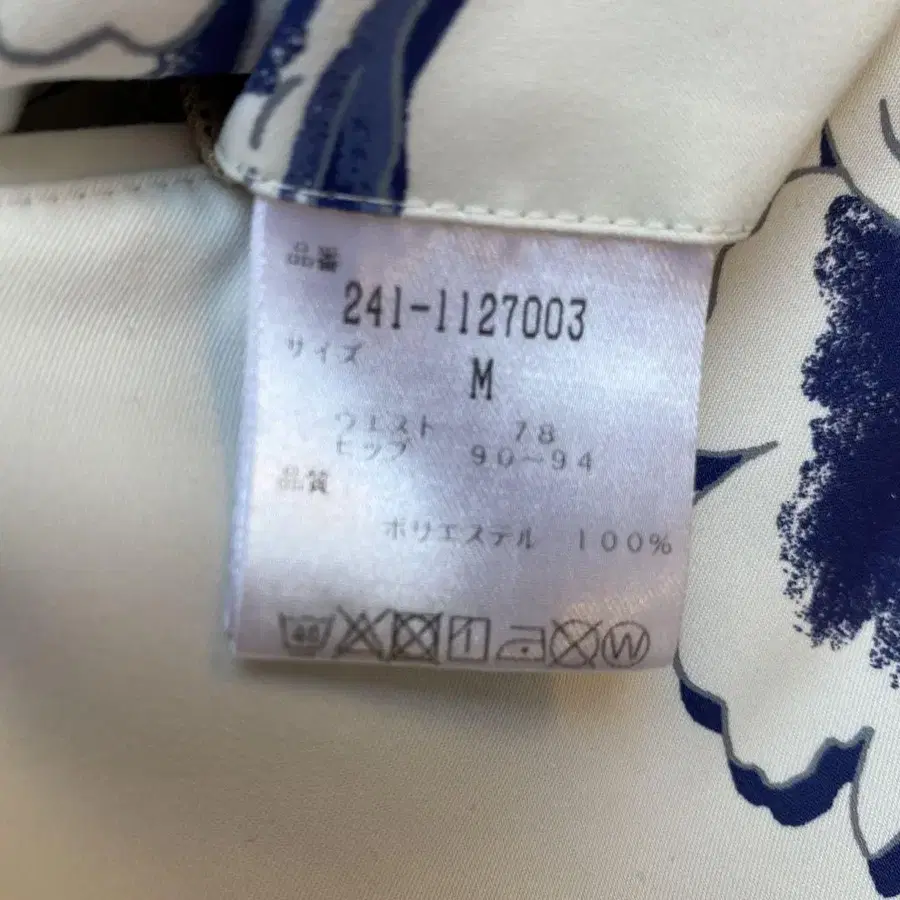 品番
241-1127003
サイズ
M
ウエスト 78
ヒップ 90-94
品質
ポリエステル 100%
40
W